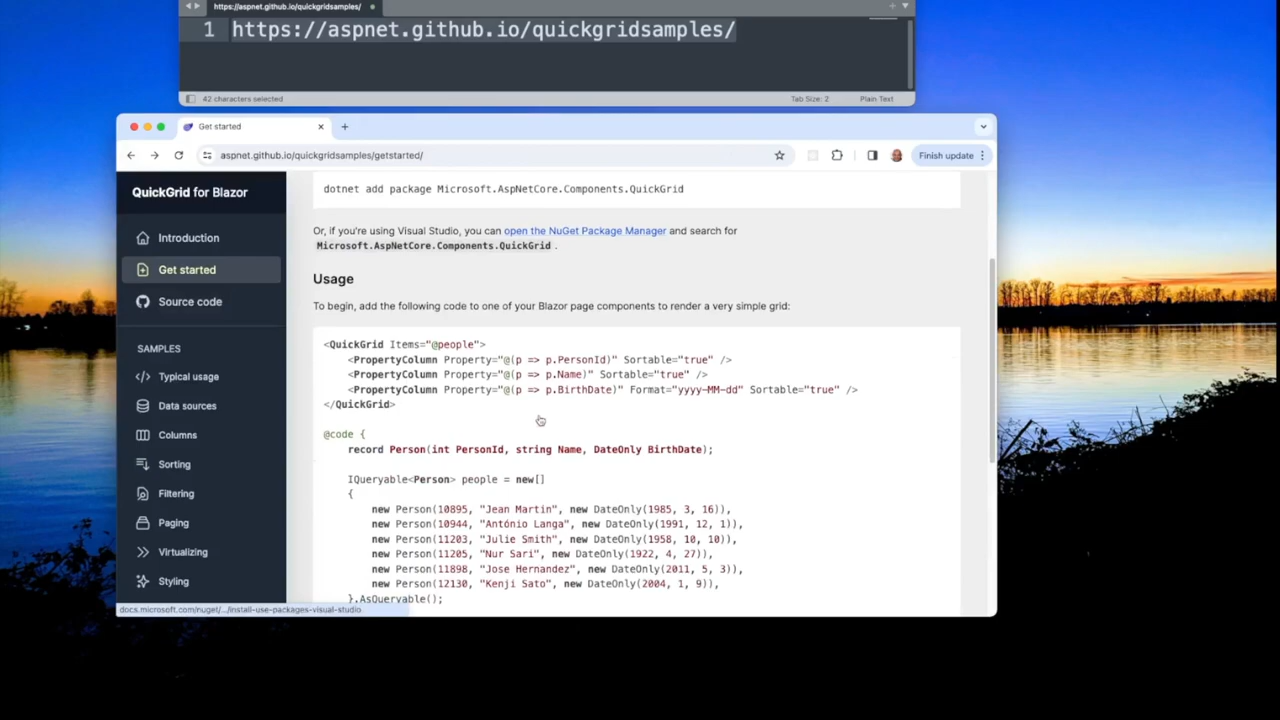 https://aspnet.github.io/quickgridsamples/
1 https://aspnet.github.io/quickgridsamples/
42 characters selected Tab Size: 2 Plain Text
Get started
aspnet.github.io/quickgridsamples/getstarted/ Finish update
QuickGrid for Blazor
Introduction
Get started
Source code
SAMPLES
Typical usage
Data sources
Columns
Sorting
Filtering
Paging
Virtualizing
Styling
docs.microsoft.com/nuget/.../install-use-packages-visual-studio
dotnet add package Microsoft.AspNetCore.Components.QuickGrid
Or, if you're using Visual Studio, you can open the NuGet Package Manager and search for
Microsoft.AspNetCore.Components.QuickGrid .
Usage
To begin, add the following code to one of your Blazor page components to render a very simple grid:
<QuickGrid Items="@people">
<PropertyColumn Property="@(p => p.PersonId)" Sortable="true" />
<PropertyColumn Property="@(p => p.Name)" Sortable="true" />
<PropertyColumn Property="@(p => p.BirthDate)" Format="yyyy-MM-dd" Sortable="true" />
</QuickGrid>
@code {
record Person(int PersonId, string Name, DateOnly BirthDate);
IQueryable<Person> people = new[]
{
new Person(10895, "Jean Martin", new DateOnly(1985, 3, 16)),
new Person(10944, "António Langa", new DateOnly(1991, 12, 1)),
new Person(11203, "Julie Smith", new DateOnly(1958, 10, 10)),
new Person(11205, "Nur Sari", new DateOnly(1922, 4, 27)),
new Person(11898, "Jose Hernandez", new DateOnly(2011, 5, 3)),
new Person(12130, "Kenji Sato", new DateOnly(2004, 1, 9)),
}.AsQueryable();